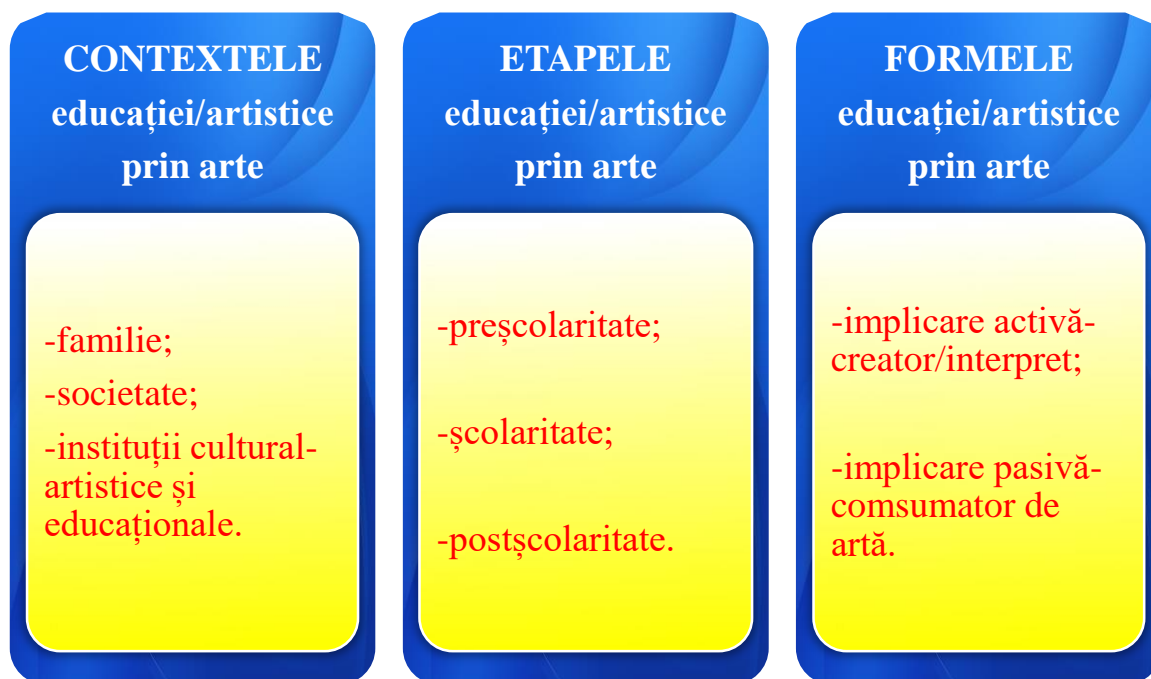 CONTEXTELE
educației/artistice
prin arte
-familie;
-societate;
-instituții cultural-
artistice și
educaționale.
ETAPELE
educației/artistice
prin arte
-preșcolaritate;
-școlaritate;
-postșcolaritate.
FORMELE
educației/artistice
prin arte
-implicare activă-
creator/interpret;
-implicare pasivă-
comsumator de
artă.